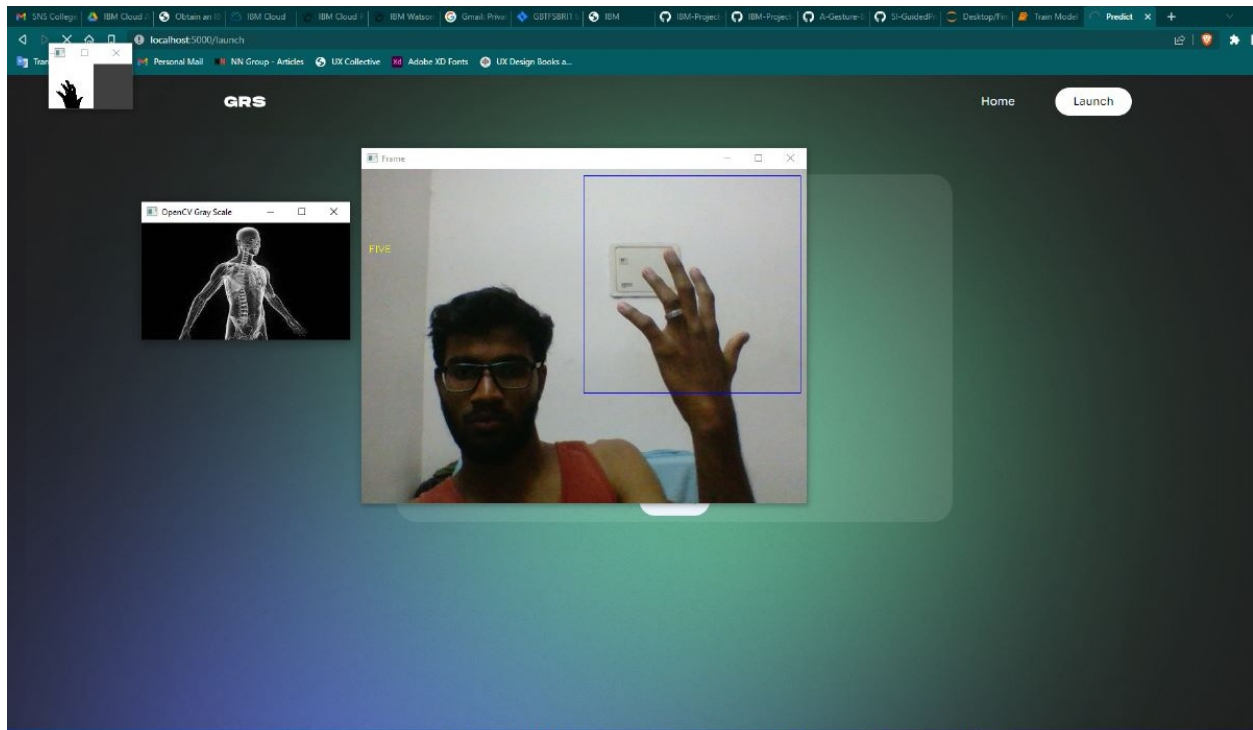 SNS College
IBM Cloud
Obtain an
IBM Cloud
IBM Cloud
IBM Watson
Gmail: Priva
IBM
IBM-Project
IBM-Project
A-Gesture-
SI-GuidedPr
Desktop/Fin
Train Model
Predict
localhost:5000/launch
Personal Mail
NN Group - Articles
UX Collective
Adobe XD Fonts
UX Design Books a...
GRS
Home
Launch
Frame
OpenCV Gray Scale
FIVE